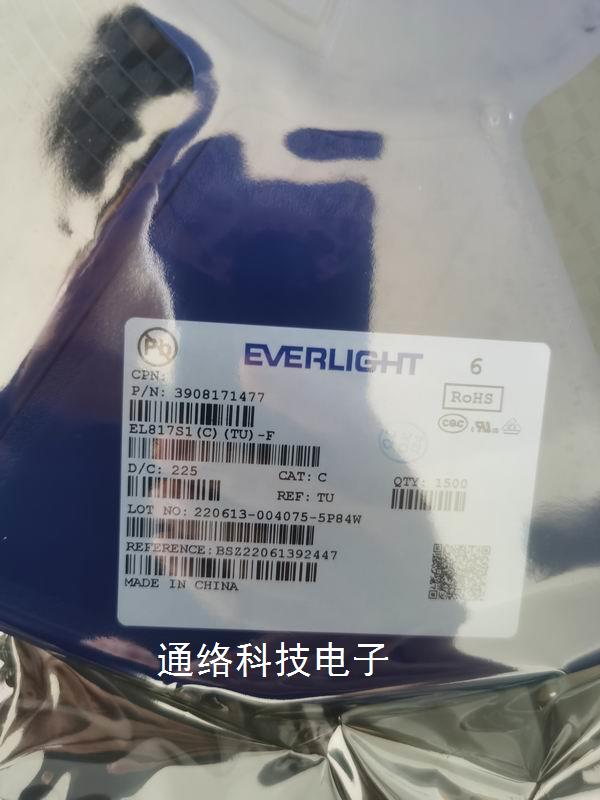 Pb
EVERLIGHT
6
CPN:
P/N: 3908171477
RoHS
EL817S1(C)(TU)-F
CQC
D/C: 225
CAT: C
QTY: 1500
REF: TU
LOT NO: 220613-004075-5P84W
REFERENCE:BSZ22061392447
MADE IN CHINA
通络科技电子